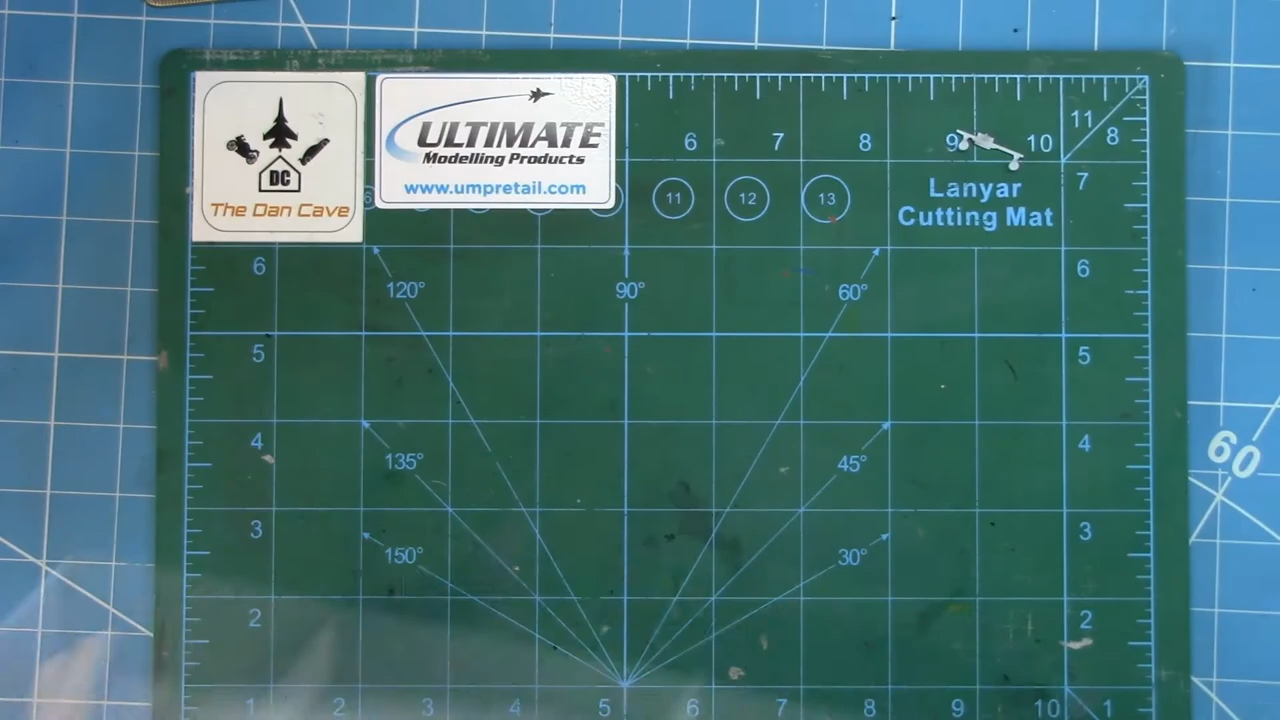 DC
The Dan Cave
ULTIMATE
Modelling Products
www.umpretail.com
6 7 8 9 10 11 8
7
6 11 12 13
Lanyar
Cutting Mat
6 6
120° 90° 60°
5 5
4 4
135° 45°
60
3 3
150° 30°
2 2
1 2 3 4 5 6 7 8 9 10 1